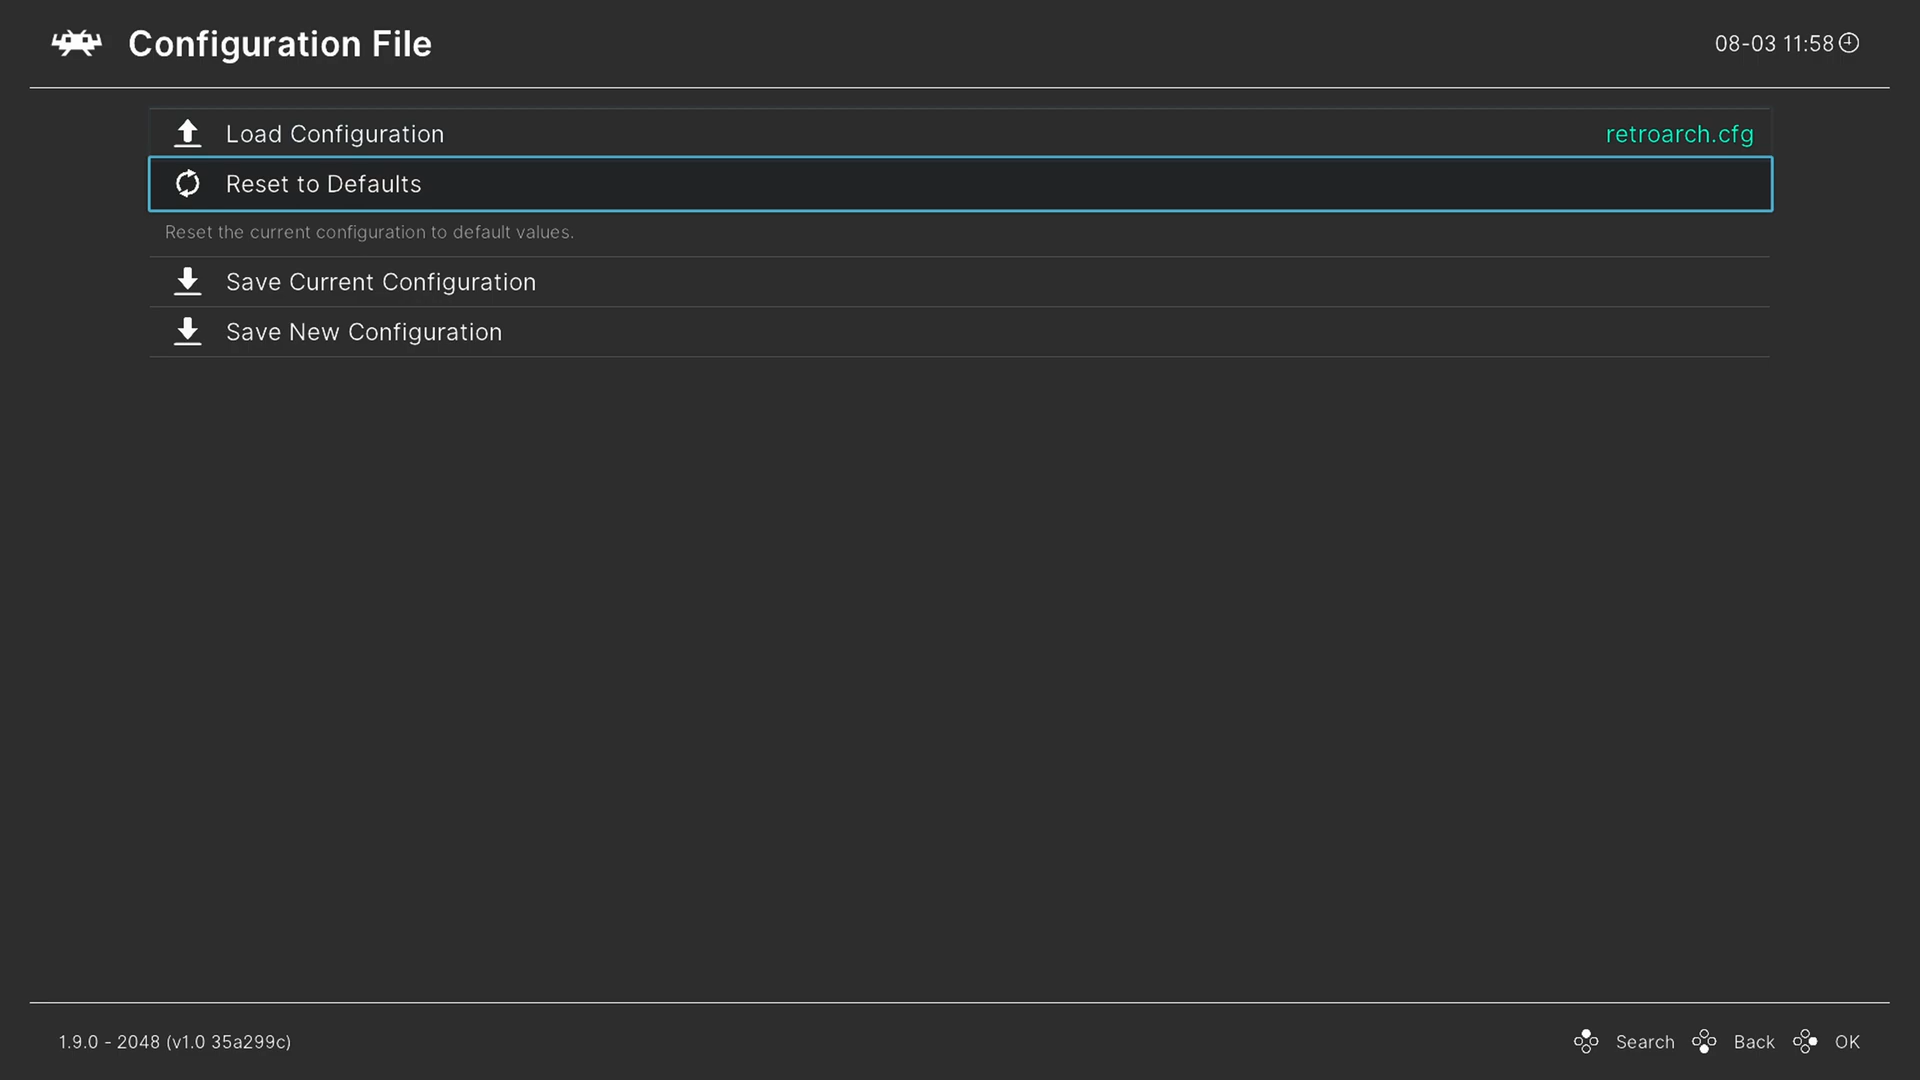 Configuration File
08-03 11:58
Load Configuration
retroarch.cfg
Reset to Defaults
Reset the current configuration to default values.
Save Current Configuration
Save New Configuration
1.9.0 - 2048 (v1.0 35a299c)
Search
Back
OK